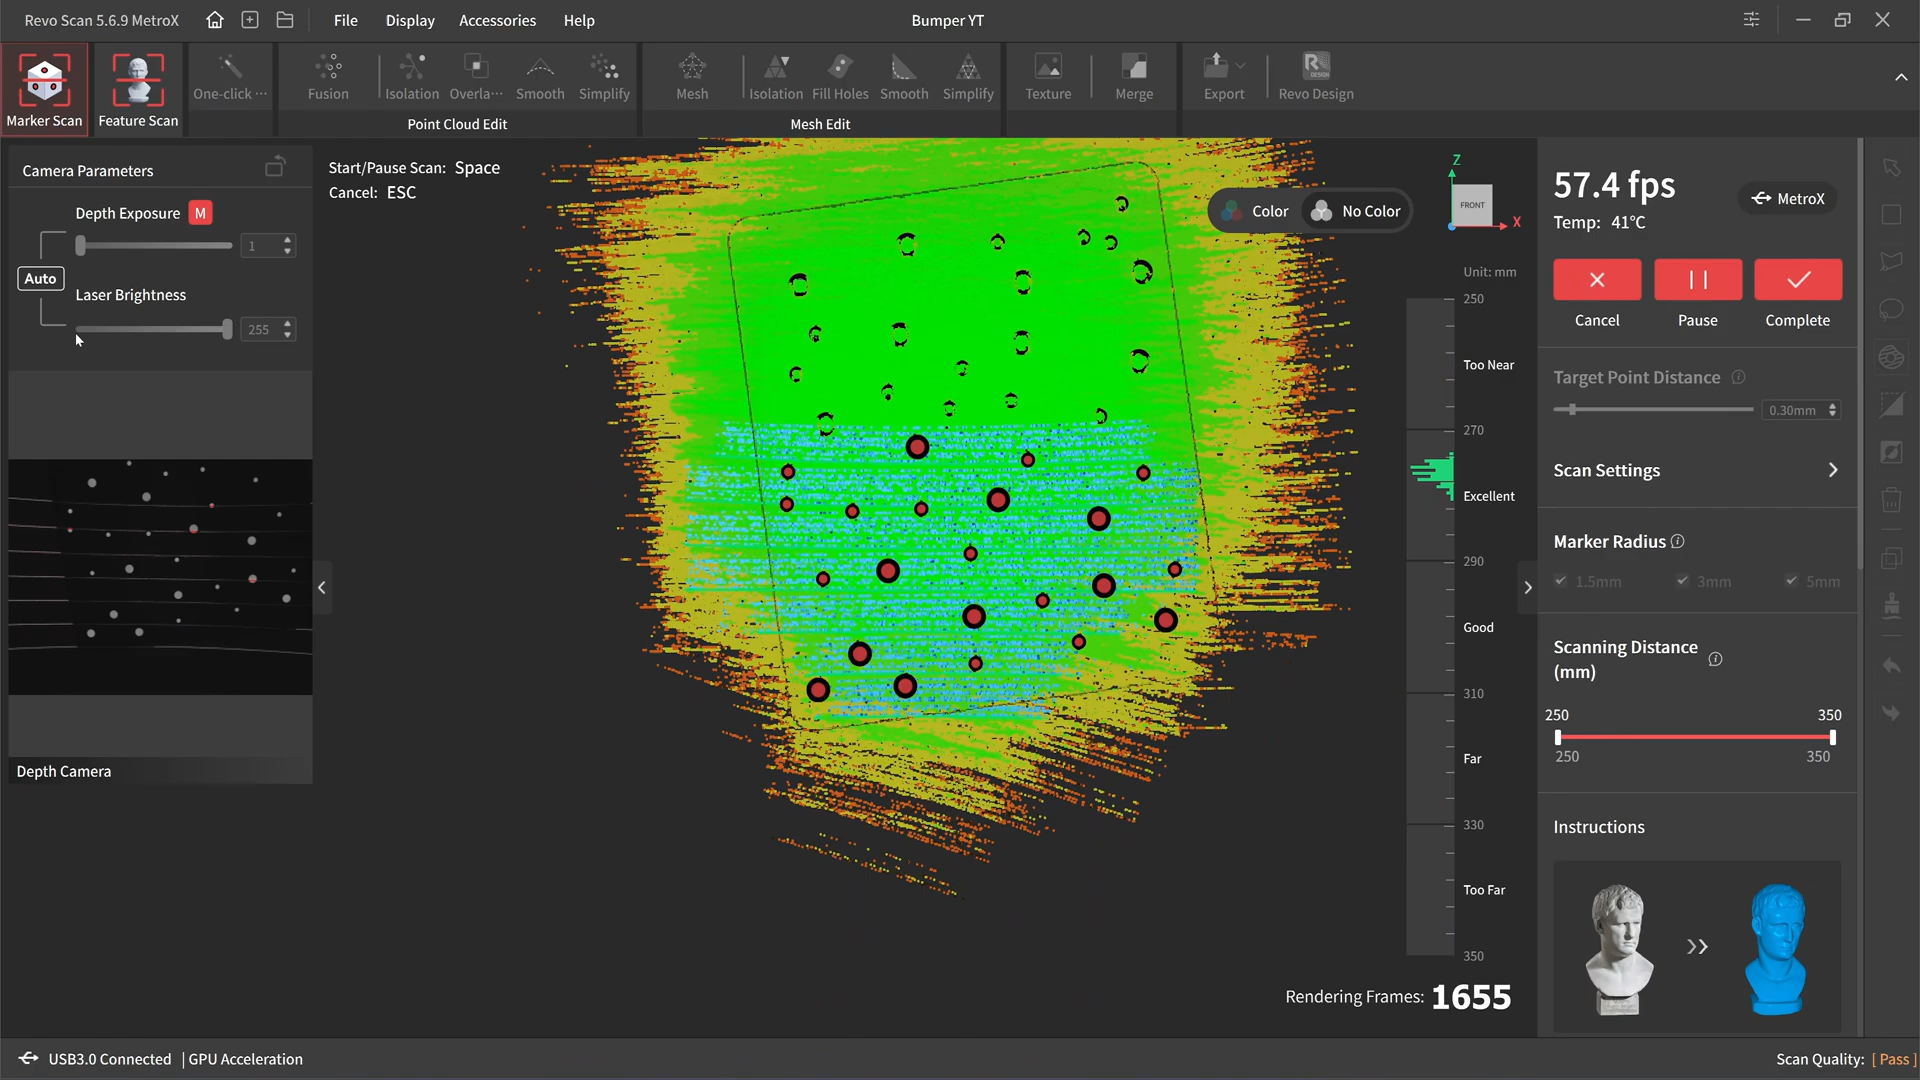 Revo Scan 5.6.9 MetroX
File
Display
Accessories
Help
Bumper YT
Marker Scan
Feature Scan
One-click ···
Fusion
Isolation
Overla···
Smooth
Simplify
Point Cloud Edit
Mesh
Isolation
Fill Holes
Smooth
Simplify
Mesh Edit
Texture
Merge
Export
Revo Design
Camera Parameters
Depth Exposure M
1
Auto
Laser Brightness
255
Depth Camera
Start/Pause Scan: Space
Cancel: ESC
Color
No Color
Z
FRONT
X
Unit: mm
250
Too Near
270
Excellent
290
Good
310
Far
330
Too Far
350
Rendering Frames: 1655
57.4 fps
MetroX
Temp: 41°C
Cancel
Pause
Complete
Target Point Distance
0.30mm
Scan Settings
Marker Radius
1.5mm
3mm
5mm
Scanning Distance
(mm)
250
350
250
350
Instructions
USB3.0 Connected | GPU Acceleration
Scan Quality: [ Pass ]